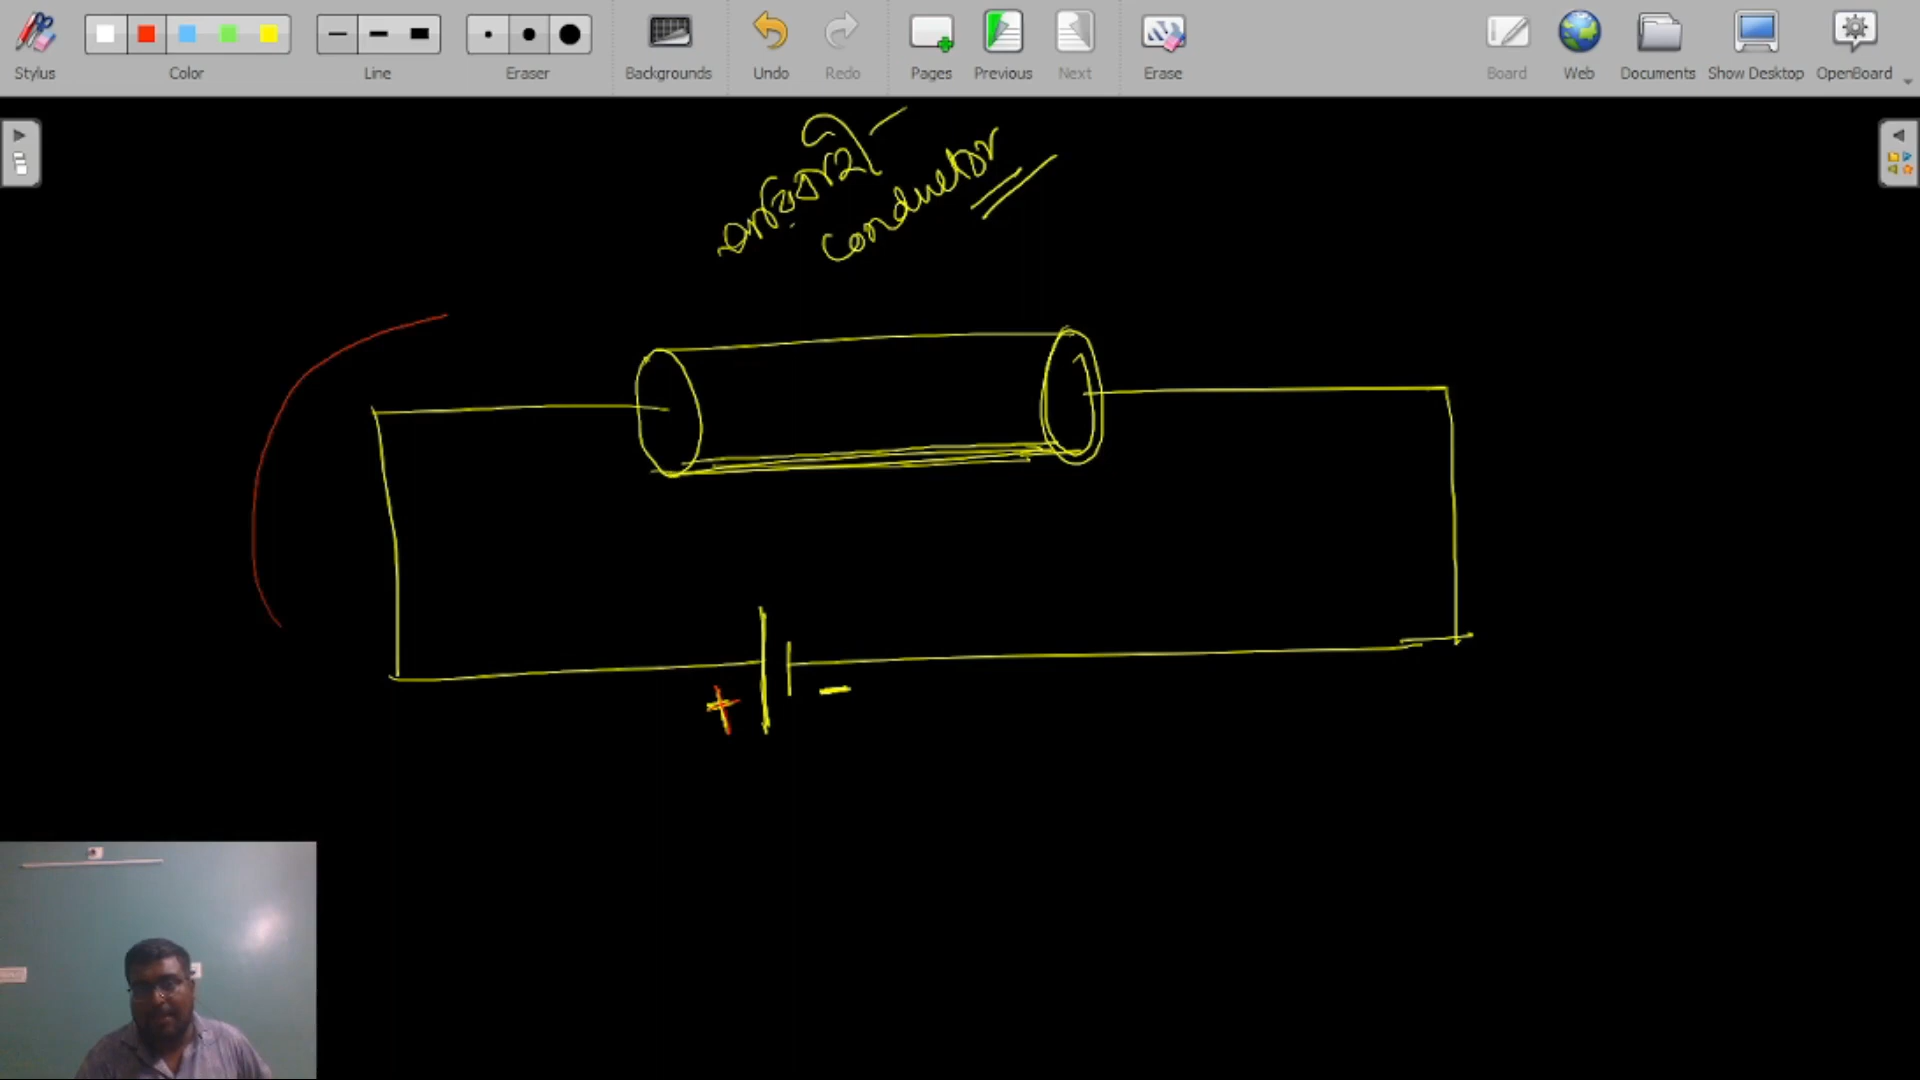 Stylus
Color
Line
Eraser
Backgrounds
Undo
Redo
Pages
Previous
Next
Erase
Board
Web
Documents
Show Desktop
OpenBoard
conductor
+
-